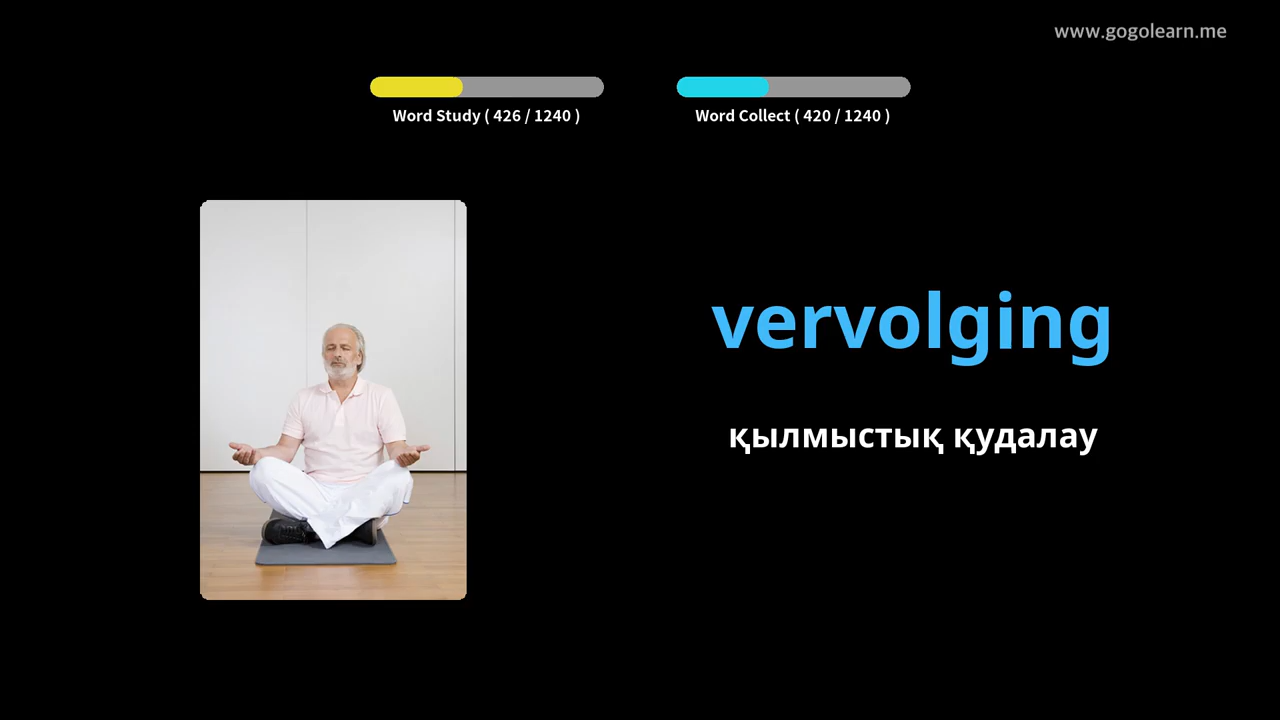 www.gogolearn.me
Word Study ( 426 / 1240 )
Word Collect ( 420 / 1240 )
vervolging
қылмыстық қудалау